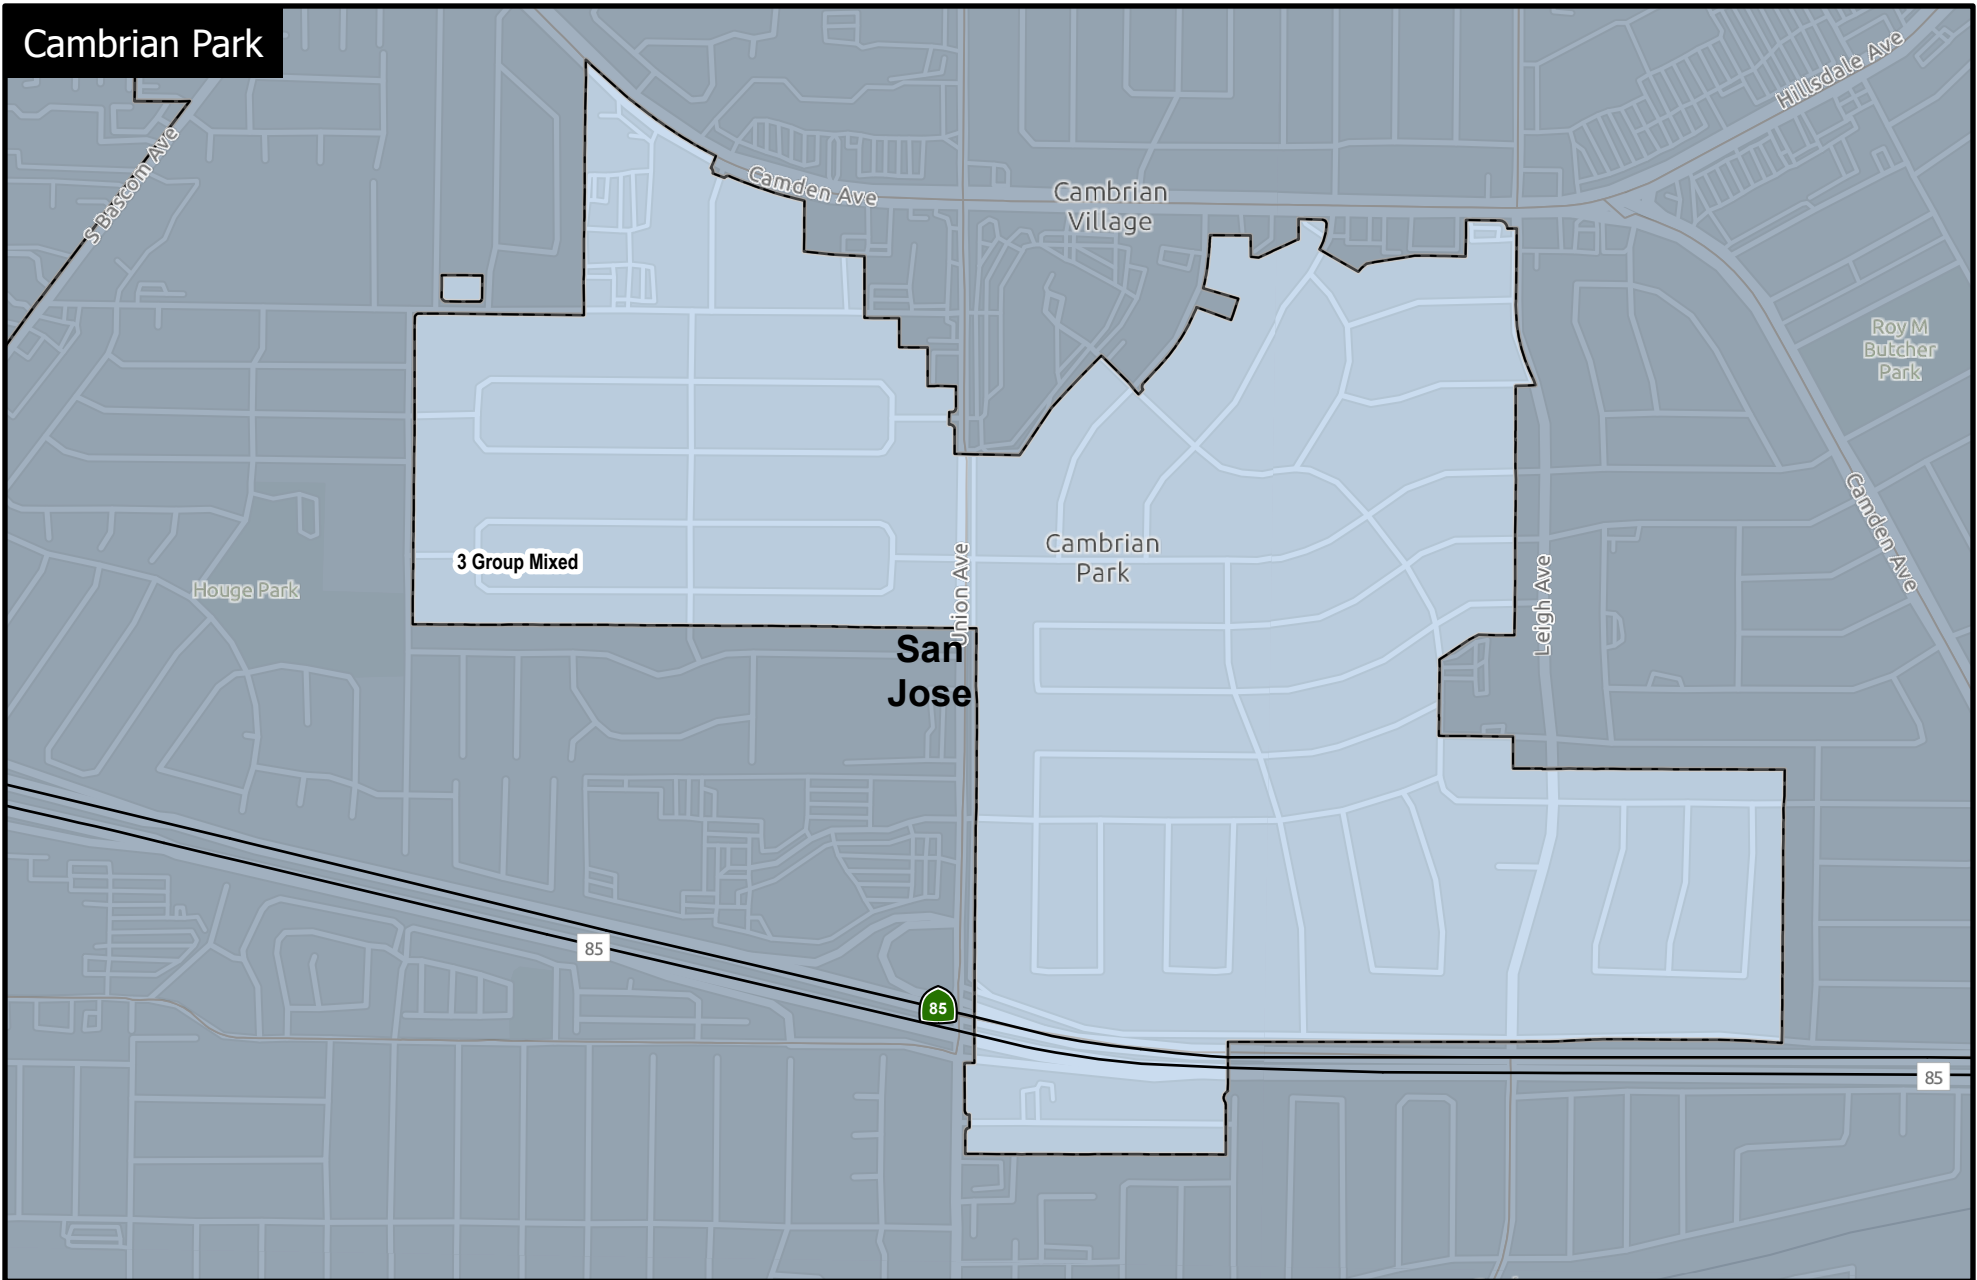 Cambrian Park
Hillsdale Ave
S Bascom Ave
Camden Ave
Cambrian
Village
Roy M
Butcher
Park
Camden Ave
Cambrian
Park
3 Group Mixed
Houge Park
Union Ave
Leigh Ave
San
Jose
85
85
85